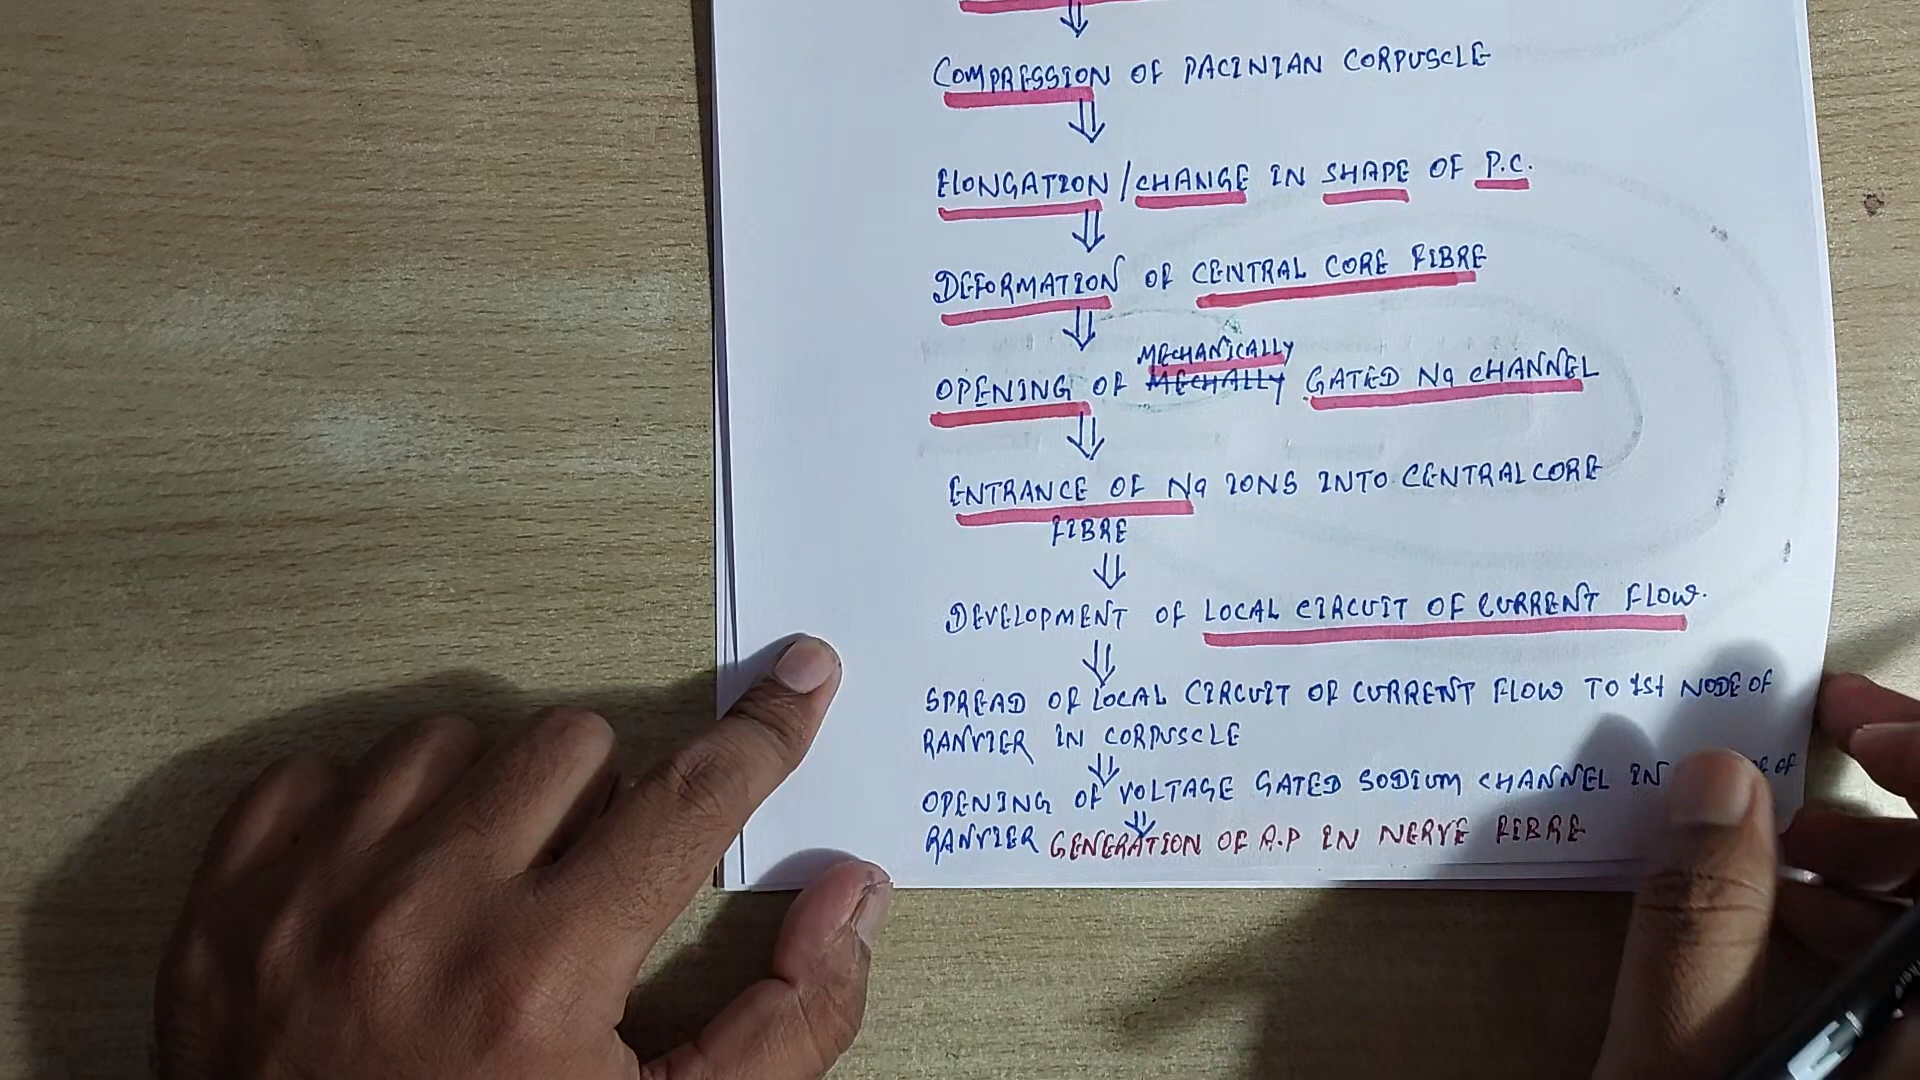 COMPRESSION OF PACINIAN CORPUSCLE
ELONGATION / CHANGE IN SHAPE OF P.C.
DEFORMATION OF CENTRAL CORE FIBRE
MECHANICALLY
OPENING OF MECHALLY GATED Na CHANNEL
ENTRANCE OF Na IONS INTO CENTRAL CORE
FIBRE
DEVELOPMENT OF LOCAL CIRCUIT OF CURRENT FLOW.
SPREAD OF LOCAL CIRCUIT OF CURRENT FLOW TO 1st NODE OF
RANVIER IN CORPUSCLE
OPENING OF VOLTAGE GATED SODIUM CHANNEL IN OF
RANVIER GENERATION OF A.P IN NERVE FIBRE